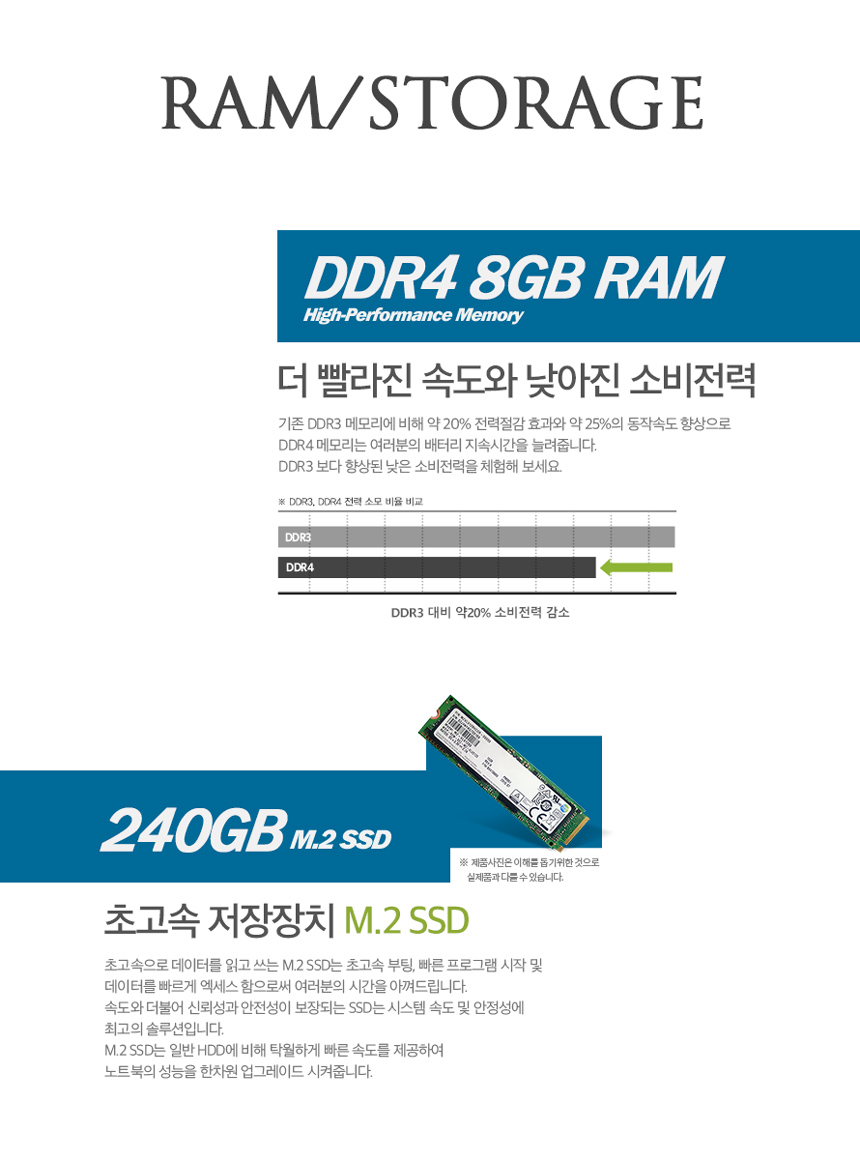 RAM/STORAGE
DDR4 8GB RAM
High-Performance Memory
더 빨라진 속도와 낮아진 소비전력
기존 DDR3 메모리에 비해 약 20% 전력절감 효과와 약 25%의 동작속도 향상으로
DDR4 메모리는 여러분의 배터리 지속시간을 늘려줍니다.
DDR3 보다 향상된 낮은 소비전력을 체험해 보세요.
※ DDR3, DDR4 전력 소모 비율 비교
DDR3
DDR4
DDR3 대비 약20% 소비전력 감소
240GB M.2 SSD
※ 제품사진은 이해를 돕기위한 것으로
실제품과 다를 수 있습니다.
초고속 저장장치 M.2 SSD
초고속으로 데이터를 읽고 쓰는 M.2 SSD는 초고속 부팅, 빠른 프로그램 시작 및
데이터를 빠르게 엑세스 함으로써 여러분의 시간을 아껴드립니다.
속도와 더불어 신뢰성과 안전성이 보장되는 SSD는 시스템 속도 및 안정성에
최고의 솔루션입니다.
M.2 SSD는 일반 HDD에 비해 탁월하게 빠른 속도를 제공하여
노트북의 성능을 한차원 업그레이드 시켜줍니다.